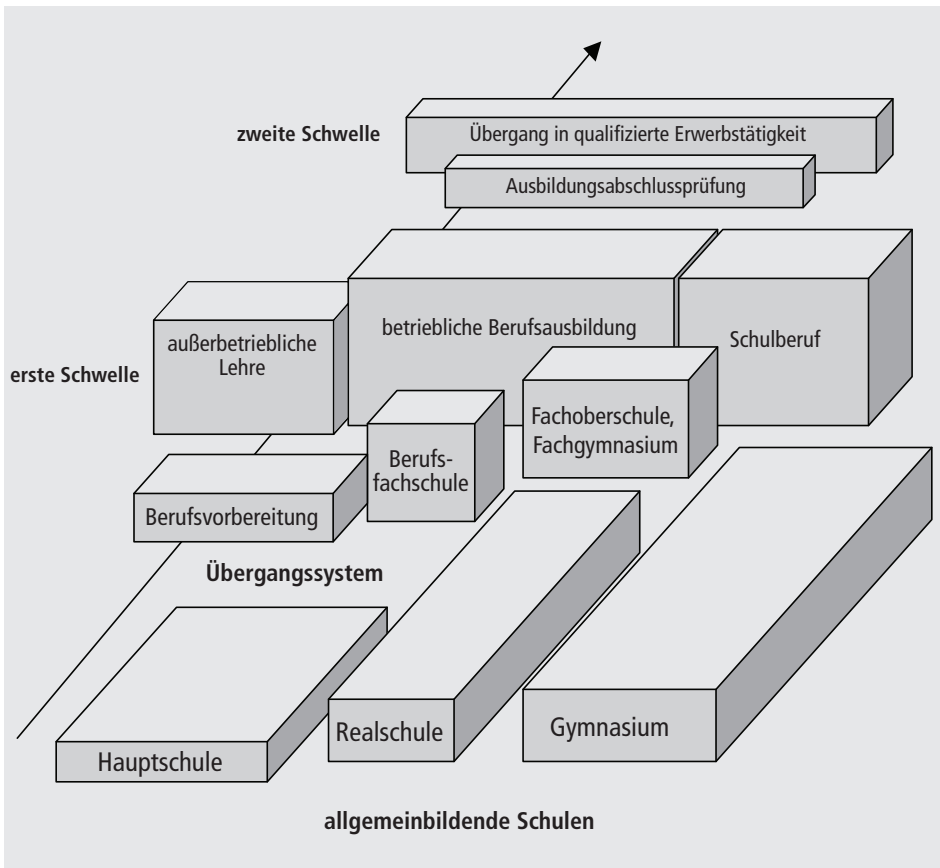 zweite Schwelle
Übergang in qualifizierte Erwerbstätigkeit
Ausbildungsabschlussprüfung
außerbetriebliche
Lehre
betriebliche Berufsausbildung
Schulberuf
erste Schwelle
Fachoberschule,
Fachgymnasium
Berufs-
fachschule
Berufsvorbereitung
Übergangssystem
Hauptschule
Realschule
Gymnasium
allgemeinbildende Schulen